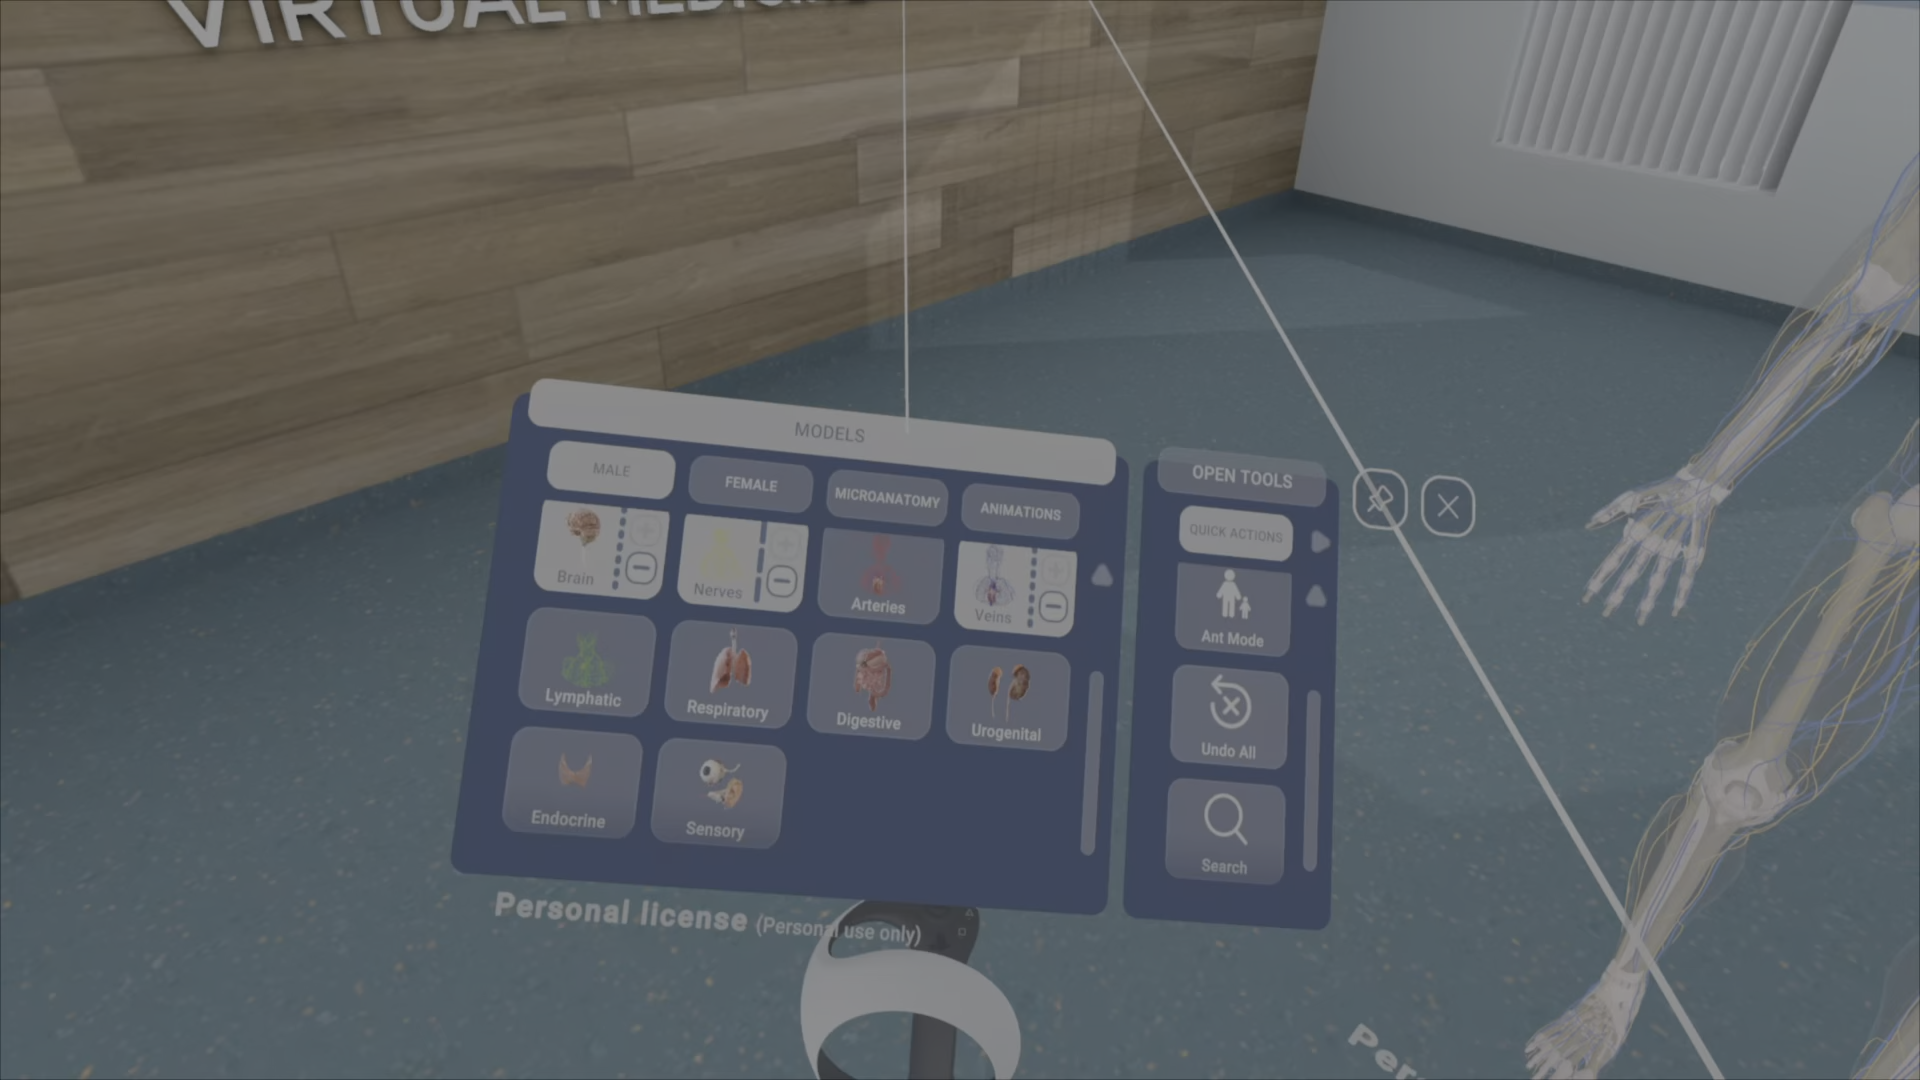 VIRTUAL
MODELS
MALE
FEMALE
MICROANATOMY
ANIMATIONS
Brain
Nerves
Arteries
Veins
Lymphatic
Respiratory
Digestive
Urogenital
Endocrine
Sensory
OPEN TOOLS
QUICK ACTIONS
Ant Mode
Undo All
Search
Personal license (Personal use only)